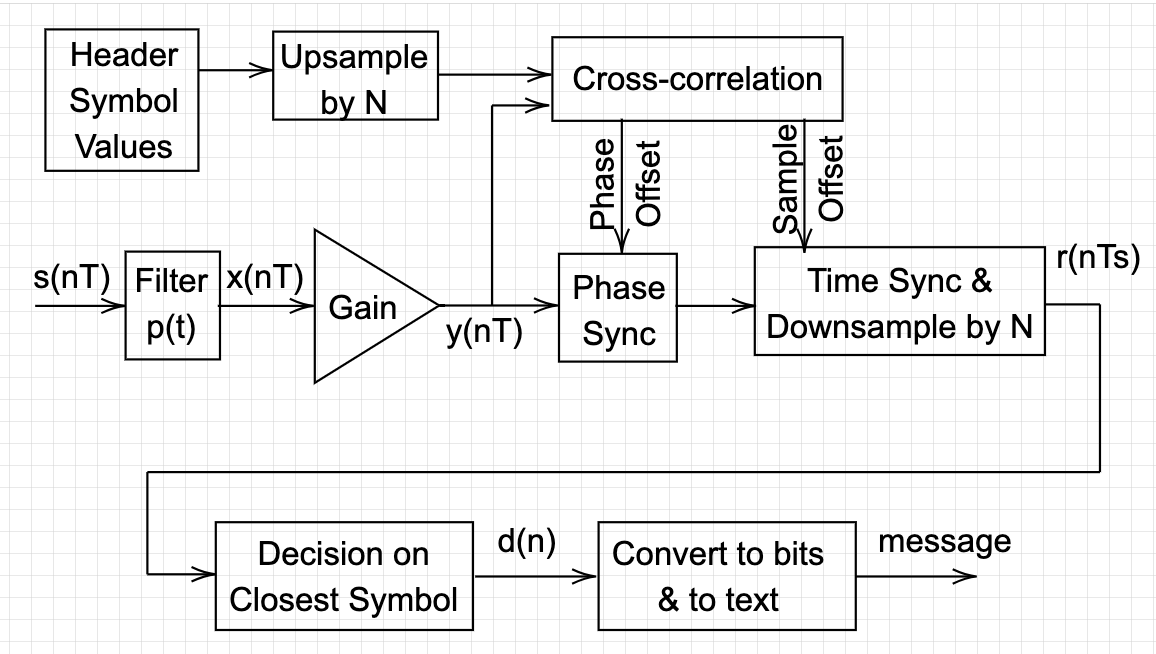 Header
Symbol
Values
Upsample
by N
Cross-correlation
Phase
Offset
Sample
Offset
s(nT)
Filter
p(t)
x(nT)
Gain
y(nT)
Phase
Sync
Time Sync &
Downsample by N
r(nTs)
Decision on
Closest Symbol
d(n)
Convert to bits
& to text
message